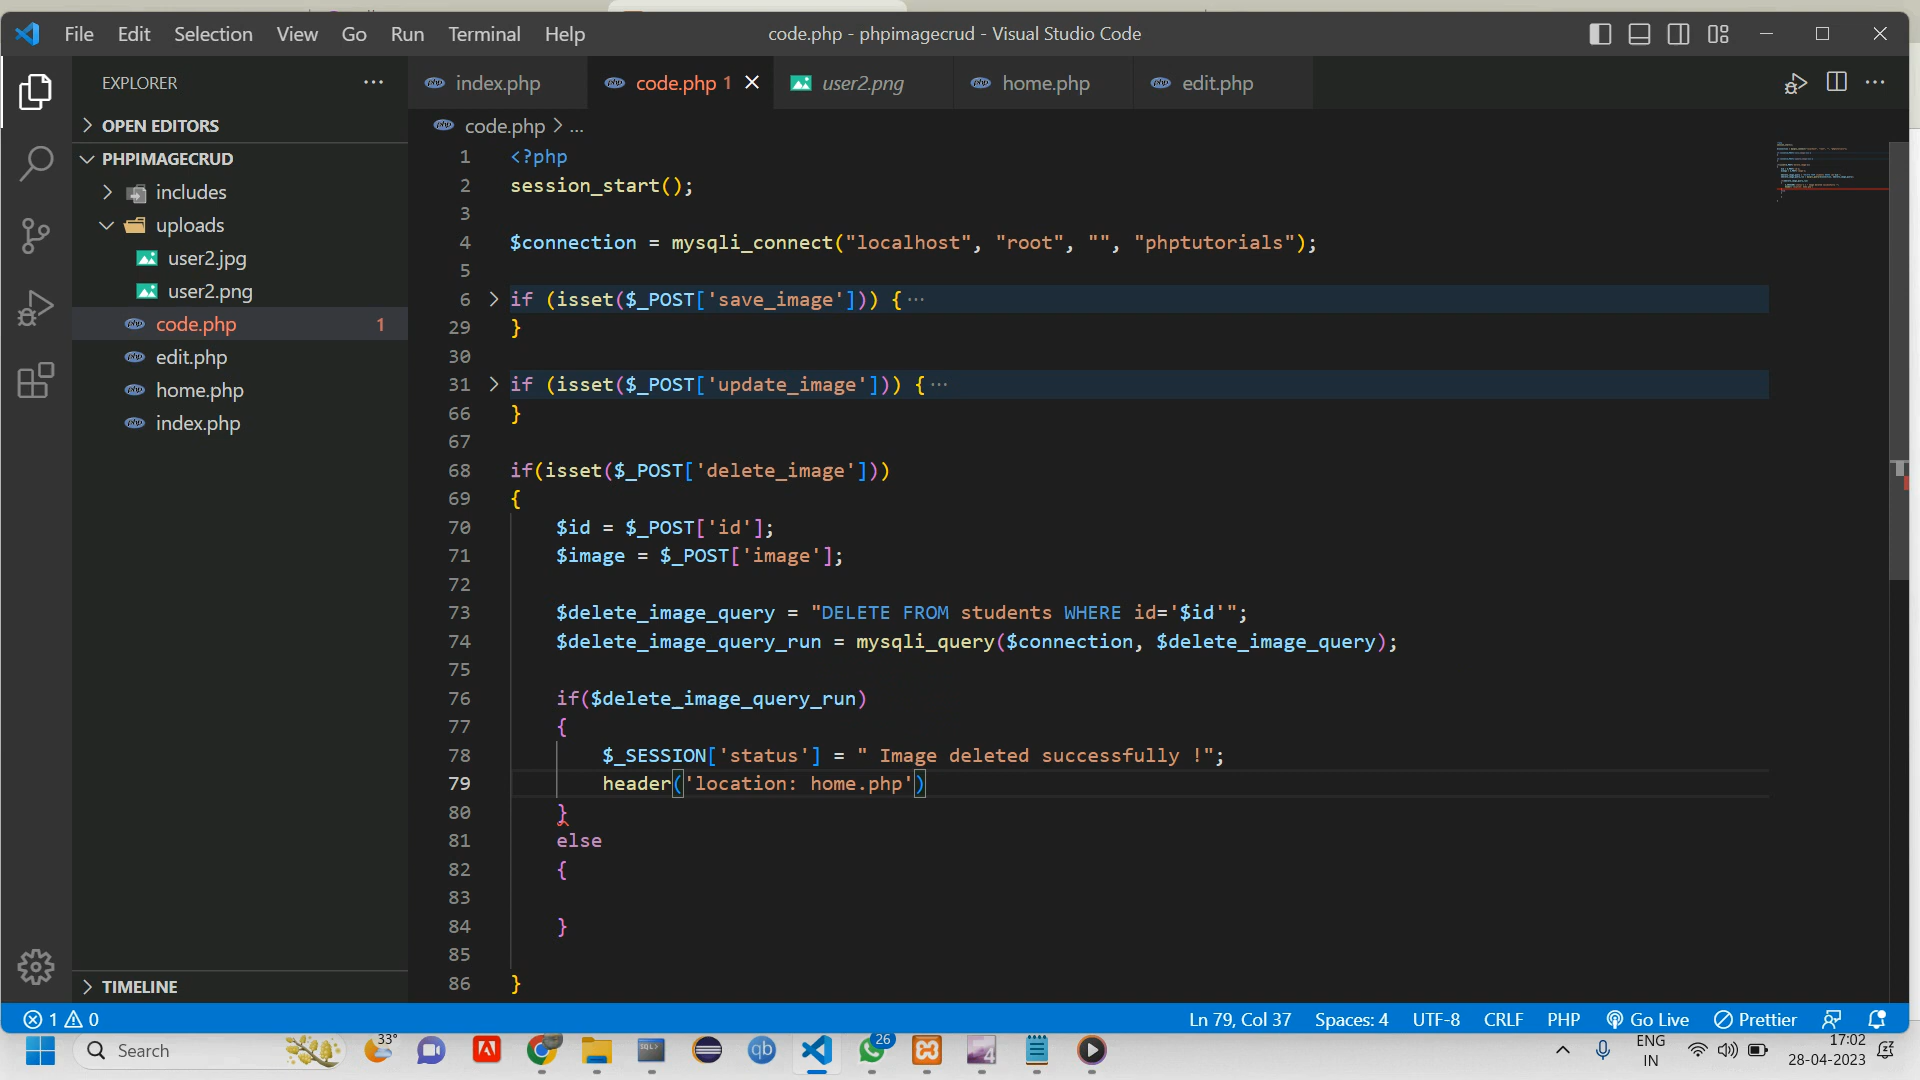 File Edit Selection View Go Run Terminal Help
code.php - phpimagecrud - Visual Studio Code
EXPLORER
index.php
code.php 1
user2.png
home.php
edit.php
OPEN EDITORS
code.php > ...
PHPIMAGECRUD
includes
uploads
user2.jpg
user2.png
code.php 1
edit.php
home.php
index.php
TIMELINE
1 <?php
2 session_start();
3
4 $connection = mysqli_connect("localhost", "root", "", "phptutorials");
5
6 if (isset($_POST['save_image'])) {···
29 }
30
31 if (isset($_POST['update_image'])) {···
66 }
67
68 if(isset($_POST['delete_image']))
69 {
70 $id = $_POST['id'];
71 $image = $_POST['image'];
72
73 $delete_image_query = "DELETE FROM students WHERE id='$id'";
74 $delete_image_query_run = mysqli_query($connection, $delete_image_query);
75
76 if($delete_image_query_run)
77 {
78 $_SESSION['status'] = " Image deleted successfully !";
79 header('location: home.php')
80 }
81 else
82 {
83
84 }
85
86 }
1 0
Ln 79, Col 37 Spaces: 4 UTF-8 CRLF PHP Go Live Prettier
Search
33°
qb
26
ENG
IN
17:02
28-04-2023